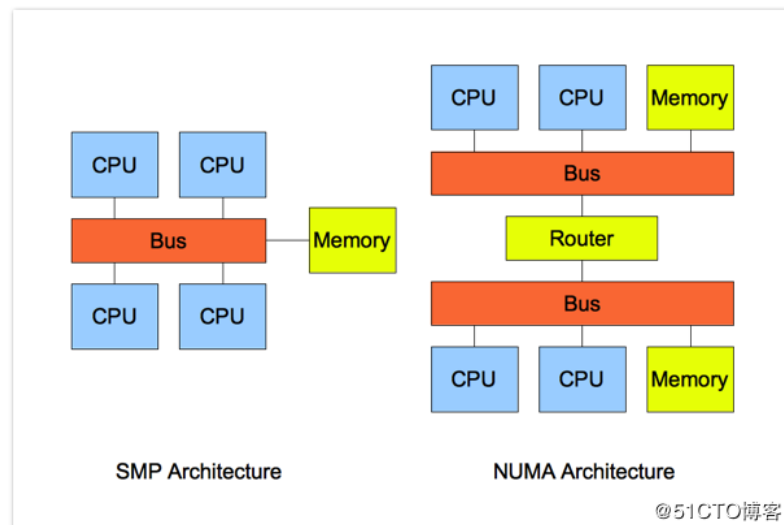 CPU
CPU
Bus
Memory
CPU
CPU
SMP Architecture
CPU
CPU
Memory
Bus
Router
Bus
CPU
CPU
Memory
NUMA Architecture
@51CTO博客